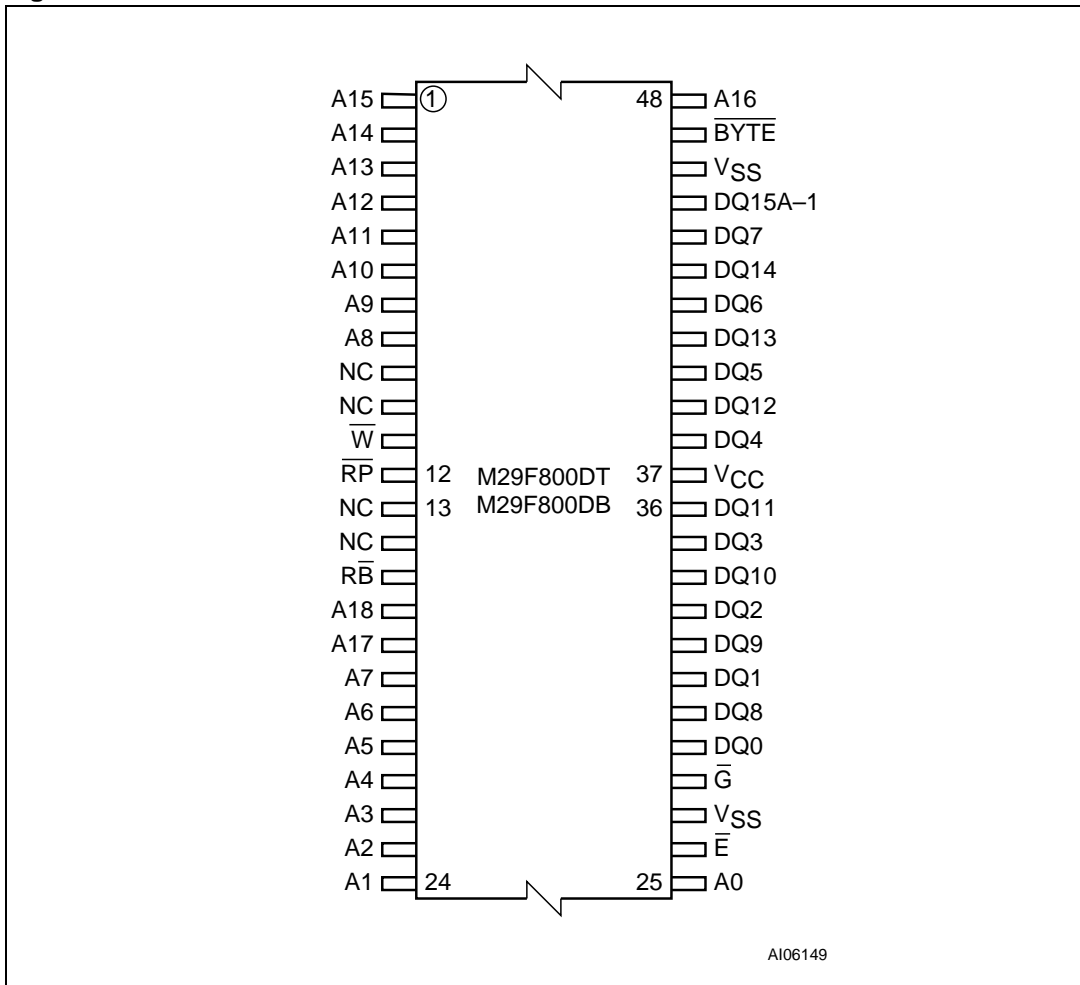 A15 1 48 A16
A14 B̅Y̅T̅E̅
A13 VSS
A12 DQ15A–1
A11 DQ7
A10 DQ14
A9 DQ6
A8 DQ13
NC DQ5
NC DQ12
W̅ DQ4
R̅P̅ 12 M29F800DT 37 VCC
NC 13 M29F800DB 36 DQ11
NC DQ3
RB̅ DQ10
A18 DQ2
A17 DQ9
A7 DQ1
A6 DQ8
A5 DQ0
A4 G̅
A3 VSS
A2 E̅
A1 24 25 A0
AI06149